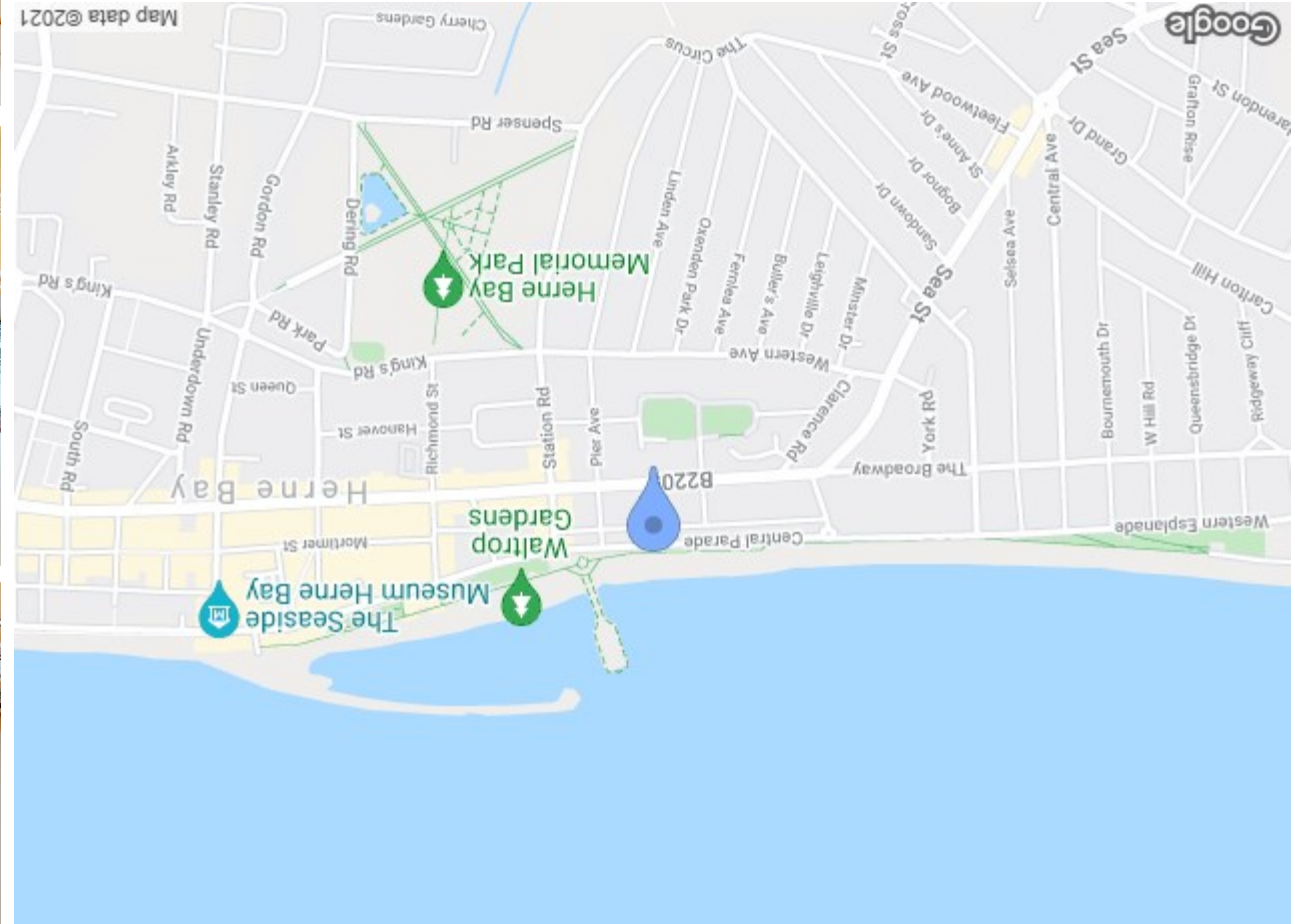 The Seaside
Museum Herne Bay
Waltrop
Gardens
Central Parade
Western Esplanade
Mortimer St
Herne Bay
B220
The Broadway
South Rd
Underdown Rd
Hanover St
Richmond St
Station Rd
Pier Ave
Clarence Rd
York Rd
Bournemouth Dr
W Hill Rd
Queensbridge Dr
Ridgeway Cliff
Queen St
King's Rd
Western Ave
Park Rd
King's Rd
Herne Bay
Memorial Park
Sea St
Carlton Hill
Minster Dr
Leighville Dr
Buller's Ave
Fernlea Ave
Oxenden Park Dr
Linden Ave
Selsea Ave
Central Ave
Sandown Dr
Bognor Dr
St Anne's Dr
Fleetwood Ave
Grand Dr
Grafton Rise
larendon St
Dering Rd
Gordon Rd
Stanley Rd
Arkley Rd
Spenser Rd
The Circus
ross St
Sea St
Cherry Gardens
Google
Map data ©2021